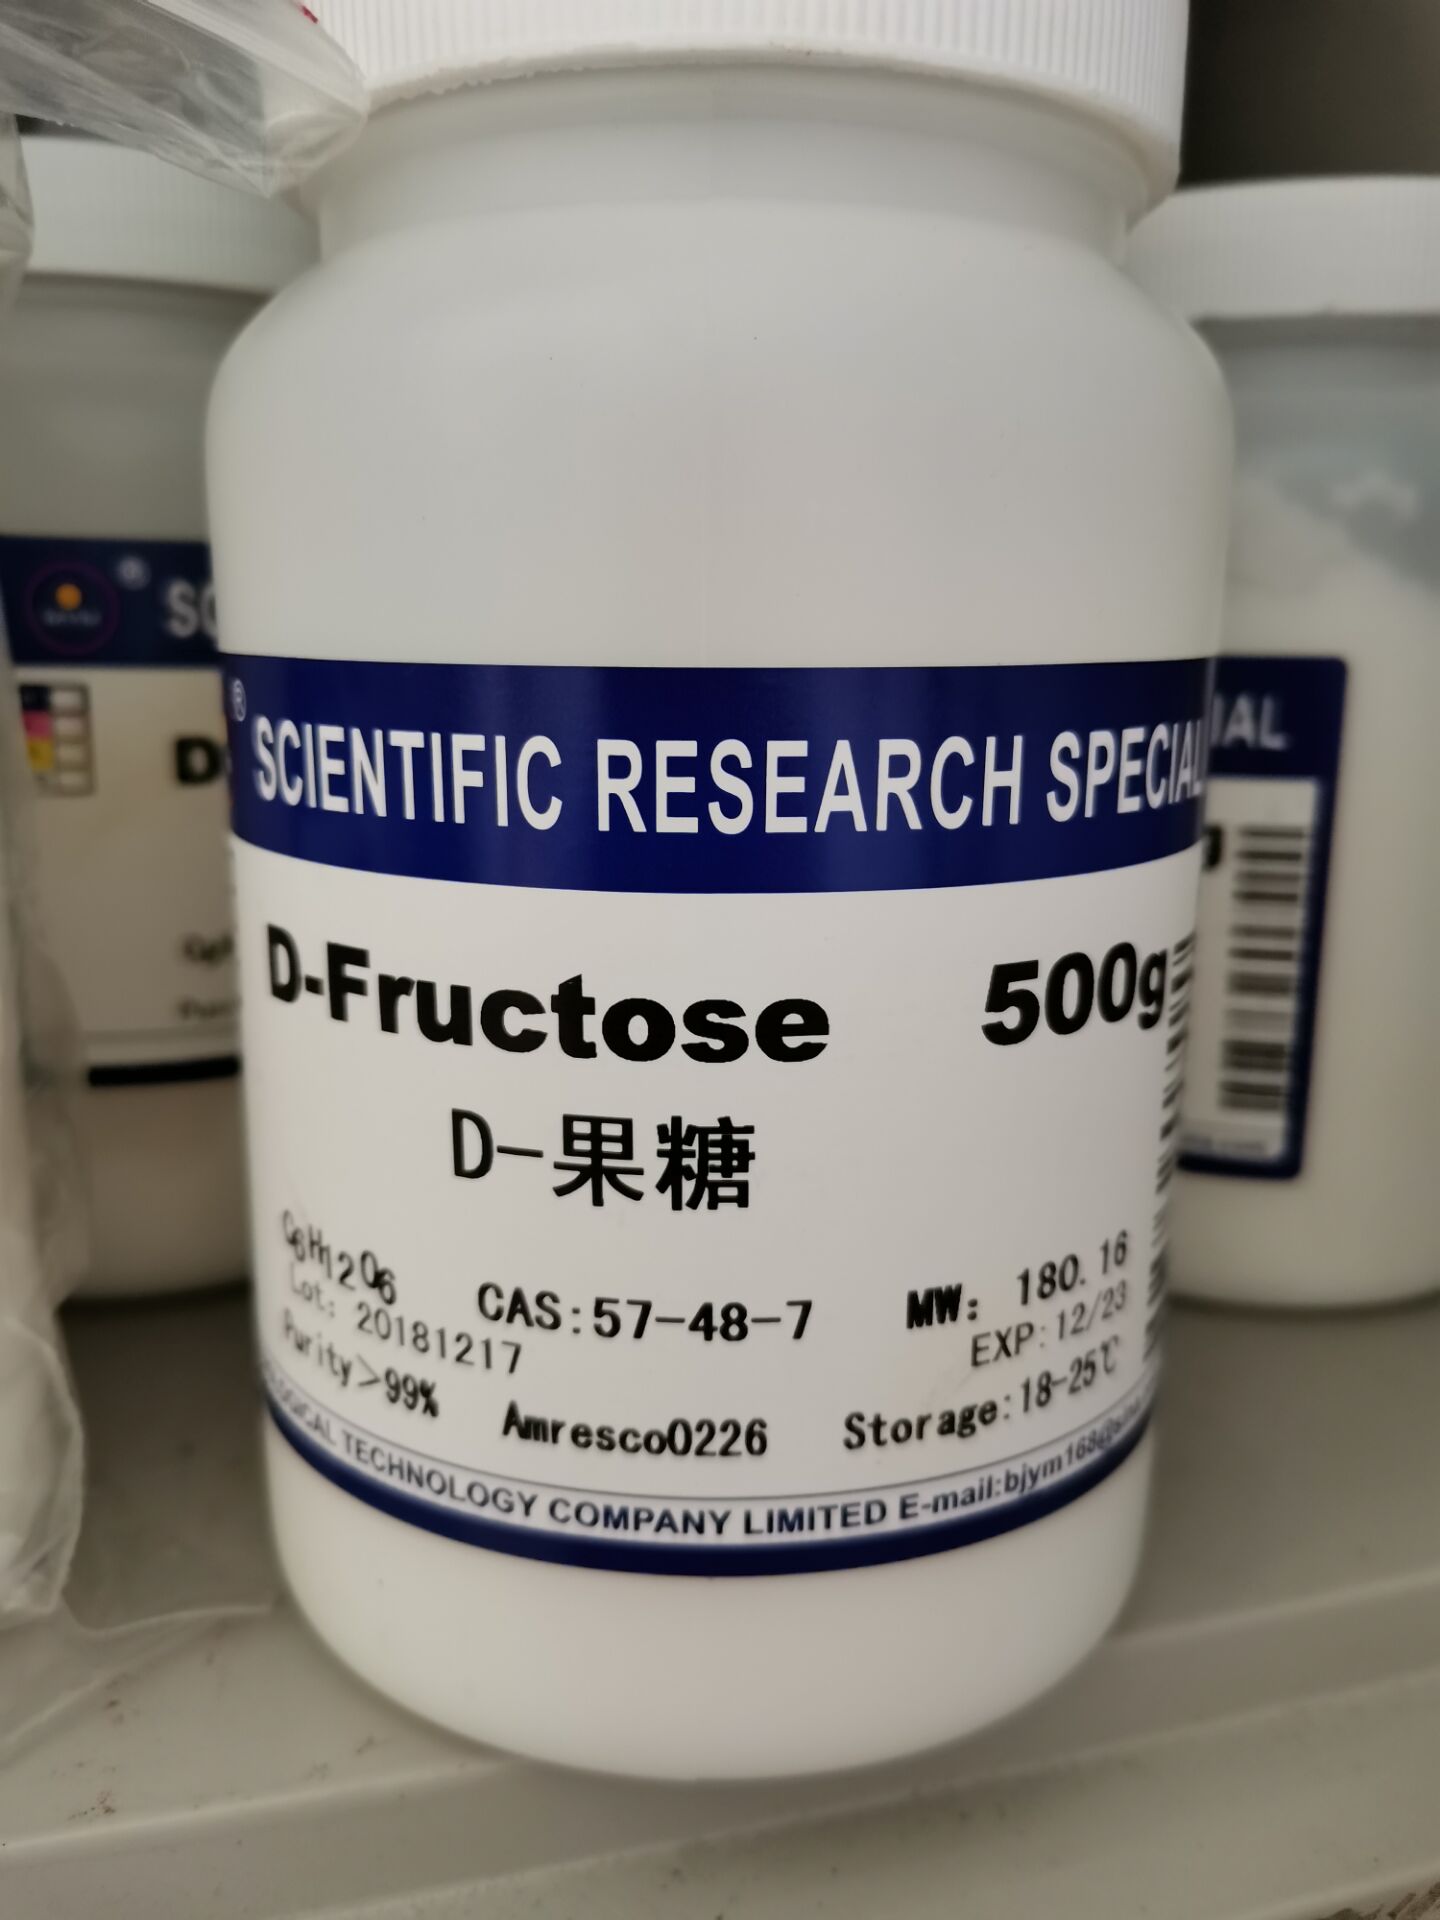 ® SCIENTIFIC RESEARCH SPECIAL
D-Fructose 500g
D-果糖
C6H12O6 CAS:57-48-7 MW: 180.16
Lot: 20181217 EXP:12/23
Purity>99% Amresco0226 Storage:18-25℃
TECHNOLOGY COMPANY LIMITED E-mail:bjym168@
IAL